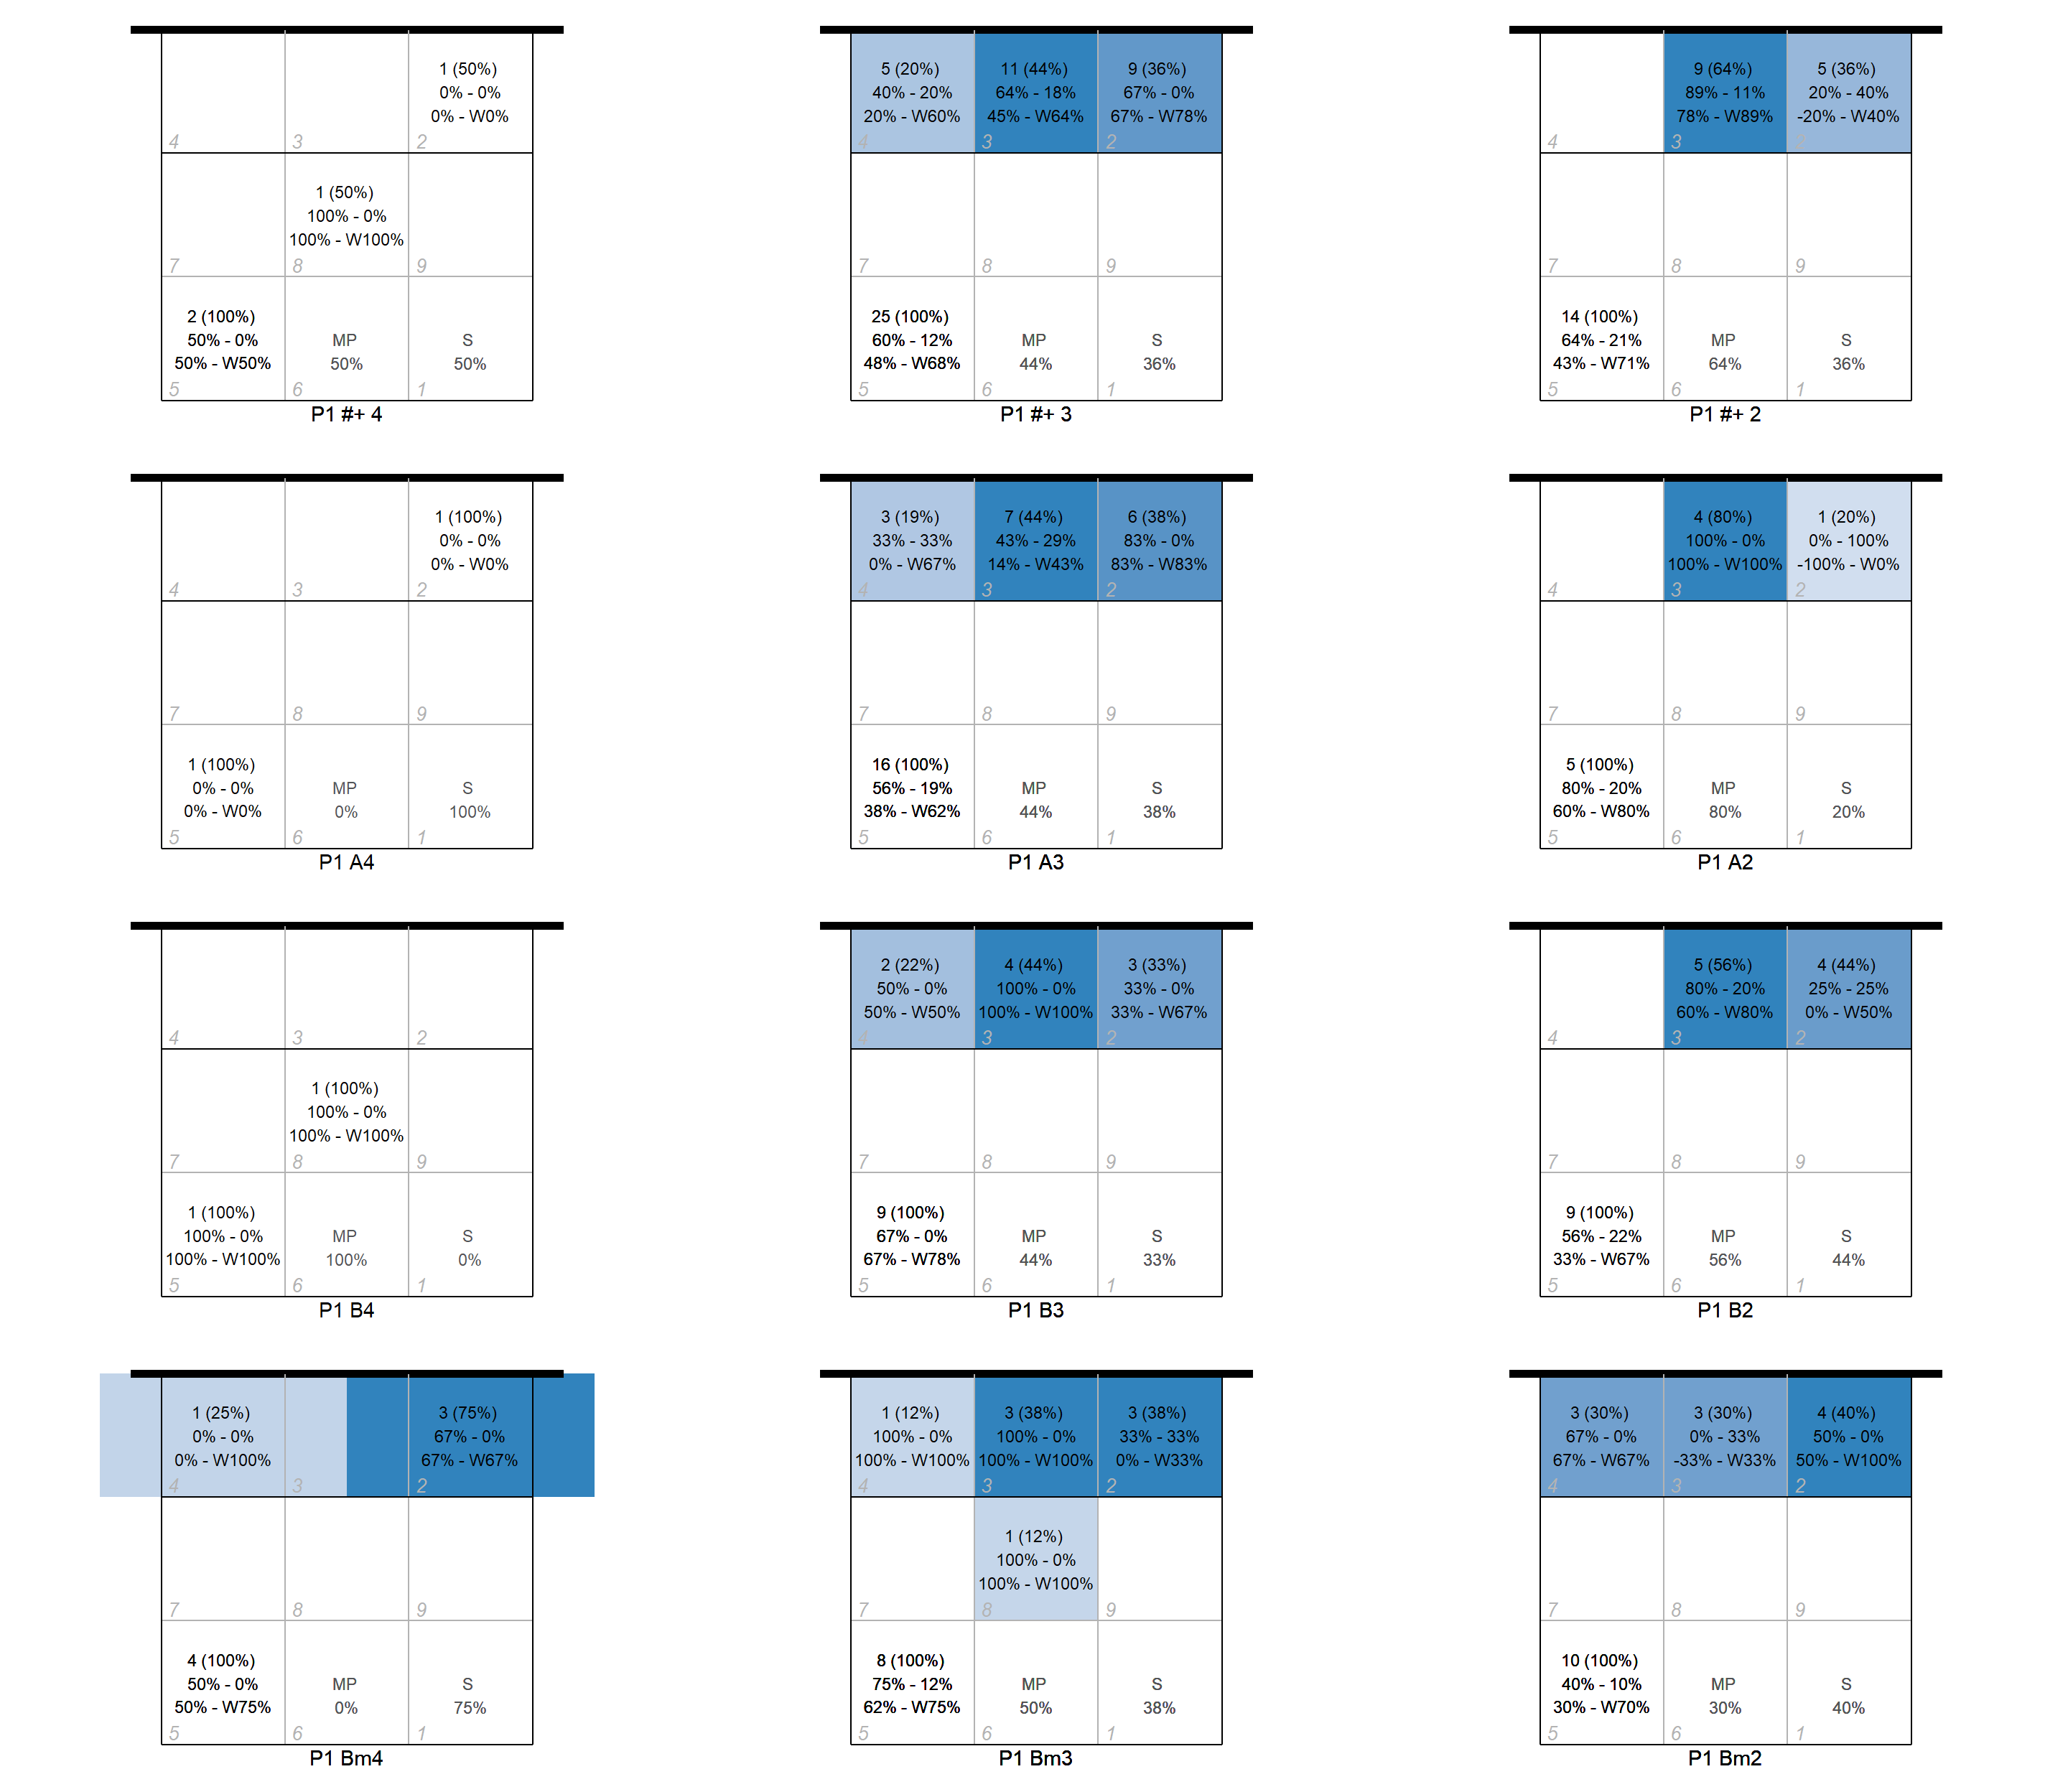 1 (50%)
0% - 0%
0% - W0%
4
3
2
1 (50%)
100% - 0%
100% - W100%
7
8
9
2 (100%)
50% - 0%
50% - W50%
MP
50%
S
50%
5
6
1
P1 #+ 4
5 (20%)
40% - 20%
20% - W60%
11 (44%)
64% - 18%
45% - W64%
9 (36%)
67% - 0%
67% - W78%
4
3
2
7
8
9
25 (100%)
60% - 12%
48% - W68%
MP
44%
S
36%
5
6
1
P1 #+ 3
9 (64%)
89% - 11%
78% - W89%
5 (36%)
20% - 40%
-20% - W40%
4
3
7
8
9
14 (100%)
64% - 21%
43% - W71%
MP
64%
S
36%
5
6
1
P1 #+ 2
1 (100%)
0% - 0%
0% - W0%
4
3
2
7
8
9
1 (100%)
0% - 0%
0% - W0%
MP
0%
S
100%
5
6
1
P1 A4
3 (19%)
33% - 33%
0% - W67%
7 (44%)
43% - 29%
14% - W43%
6 (38%)
83% - 0%
83% - W83%
4
3
2
7
8
9
16 (100%)
56% - 19%
38% - W62%
MP
44%
S
38%
5
6
1
P1 A3
4 (80%)
100% - 0%
100% - W100%
1 (20%)
0% - 100%
-100% - W0%
4
3
2
7
8
9
5 (100%)
80% - 20%
60% - W80%
MP
80%
S
20%
5
6
1
P1 A2
4
3
2
1 (100%)
100% - 0%
100% - W100%
7
8
9
1 (100%)
100% - 0%
100% - W100%
MP
100%
S
0%
5
6
1
P1 B4
2 (22%)
50% - 0%
50% - W50%
4 (44%)
100% - 0%
100% - W100%
3 (33%)
33% - 0%
33% - W67%
4
3
2
7
8
9
9 (100%)
67% - 0%
67% - W78%
MP
44%
S
33%
5
6
1
P1 B3
5 (56%)
80% - 20%
60% - W80%
4 (44%)
25% - 25%
0% - W50%
4
3
2
7
8
9
9 (100%)
56% - 22%
33% - W67%
MP
56%
S
44%
5
6
1
P1 B2
1 (25%)
0% - 0%
0% - W100%
3 (75%)
67% - 0%
67% - W67%
4
3
2
7
8
9
4 (100%)
50% - 0%
50% - W75%
MP
0%
S
75%
5
6
1
P1 Bm4
1 (12%)
100% - 0%
100% - W100%
3 (38%)
100% - 0%
100% - W100%
3 (38%)
33% - 33%
0% - W33%
4
3
2
1 (12%)
100% - 0%
100% - W100%
7
8
9
8 (100%)
75% - 12%
62% - W75%
MP
50%
S
38%
5
6
1
P1 Bm3
3 (30%)
67% - 0%
67% - W67%
3 (30%)
0% - 33%
-33% - W33%
4 (40%)
50% - 0%
50% - W100%
4
3
2
7
8
9
10 (100%)
40% - 10%
30% - W70%
MP
30%
S
40%
5
6
1
P1 Bm2